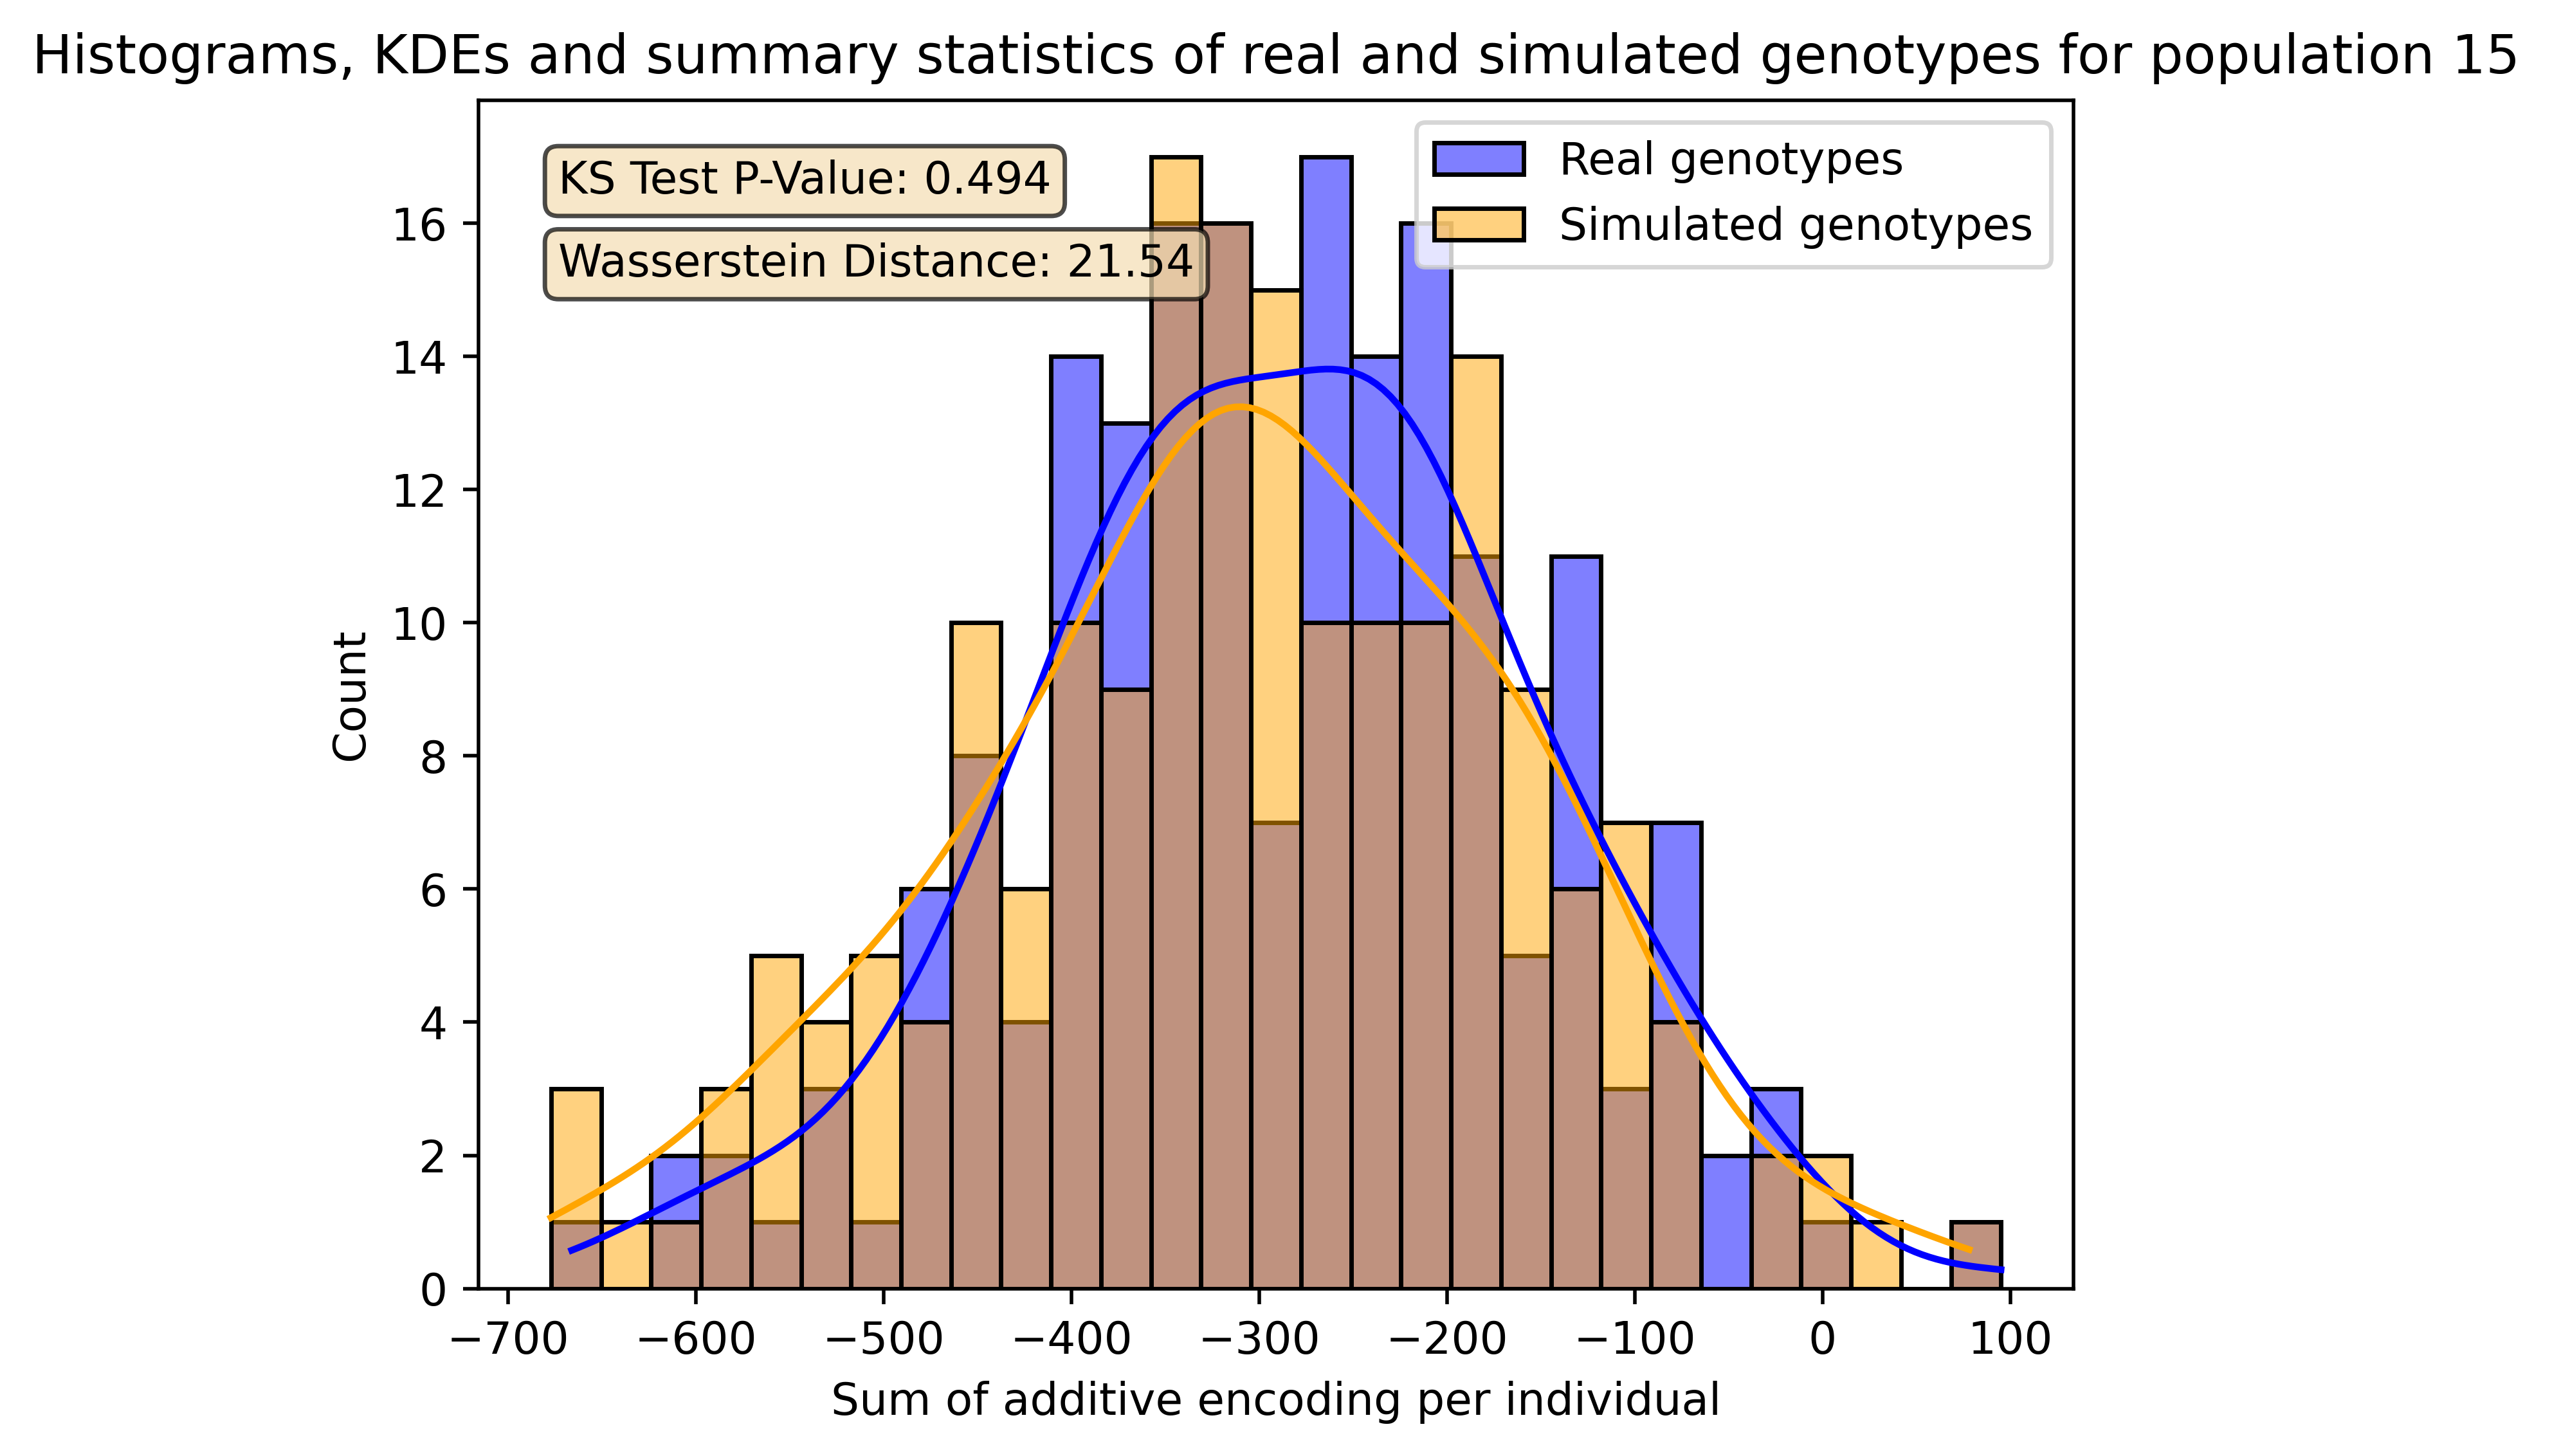 Histograms, KDEs and summary statistics of real and simulated genotypes for population 15
KS Test P-Value: 0.494
Wasserstein Distance: 21.54
Real genotypes
Simulated genotypes
Count
16
14
12
10
8
6
4
2
0
−700 −600 −500 −400 −300 −200 −100 0 100
Sum of additive encoding per individual